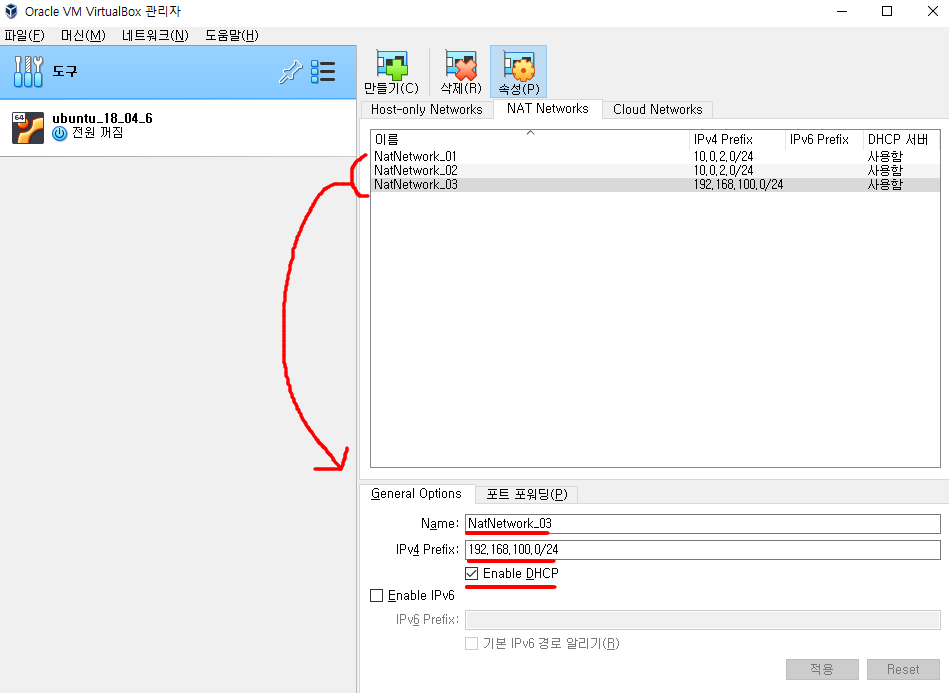 Oracle VM VirtualBox 관리자
파일(F) 머신(M) 네트워크(N) 도움말(H)
도구
만들기(C) 삭제(R) 속성(P)
64
ubuntu_18_04_6
전원 꺼짐
Host-only Networks NAT Networks Cloud Networks
이름 IPv4 Prefix IPv6 Prefix DHCP 서버
NatNetwork_01 10,0,2,0/24 사용함
NatNetwork_02 10,0,2,0/24 사용함
NatNetwork_03 192,168,100,0/24 사용함
General Options 포트 포워딩(P)
Name: NatNetwork_03
IPv4 Prefix: 192,168,100,0/24
Enable DHCP
Enable IPv6
IPv6 Prefix:
기본 IPv6 경로 알리기(R)
적용 Reset